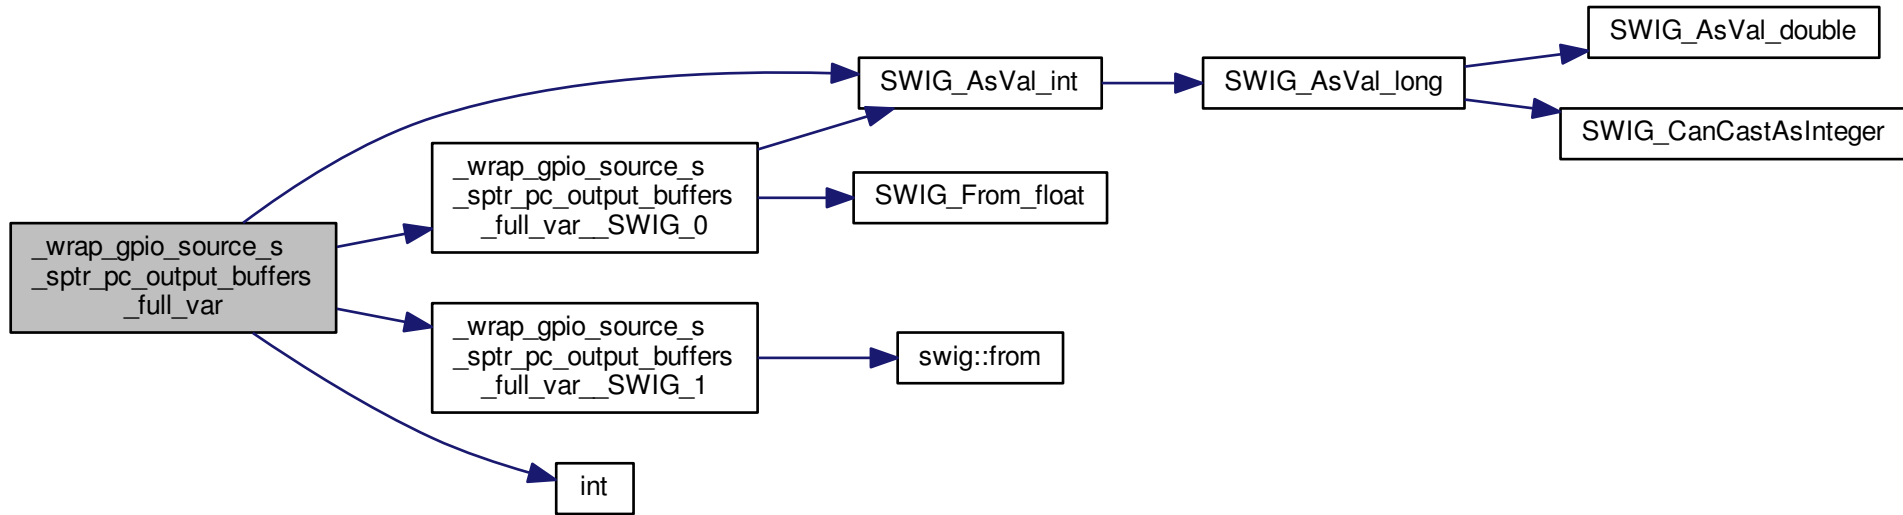 _wrap_gpio_source_s
_sptr_pc_output_buffers
_full_var
_wrap_gpio_source_s
_sptr_pc_output_buffers
_full_var__SWIG_0
_wrap_gpio_source_s
_sptr_pc_output_buffers
_full_var__SWIG_1
int
SWIG_AsVal_int
SWIG_From_float
swig::from
SWIG_AsVal_long
SWIG_AsVal_double
SWIG_CanCastAsInteger